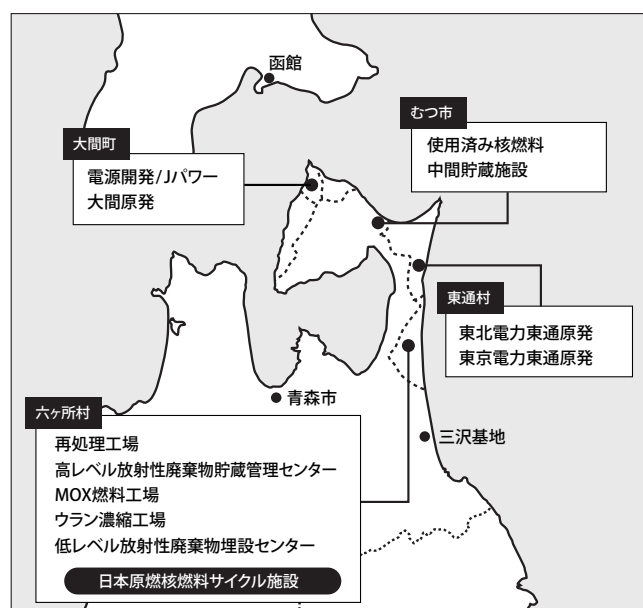 函館
大間町
電源開発/Jパワー
大間原発
むつ市
使用済み核燃料
中間貯蔵施設
東通村
東北電力東通原発
東京電力東通原発
青森市
三沢基地
六ヶ所村
再処理工場
高レベル放射性廃棄物貯蔵管理センター
MOX燃料工場
ウラン濃縮工場
低レベル放射性廃棄物埋設センター
日本原燃核燃料サイクル施設